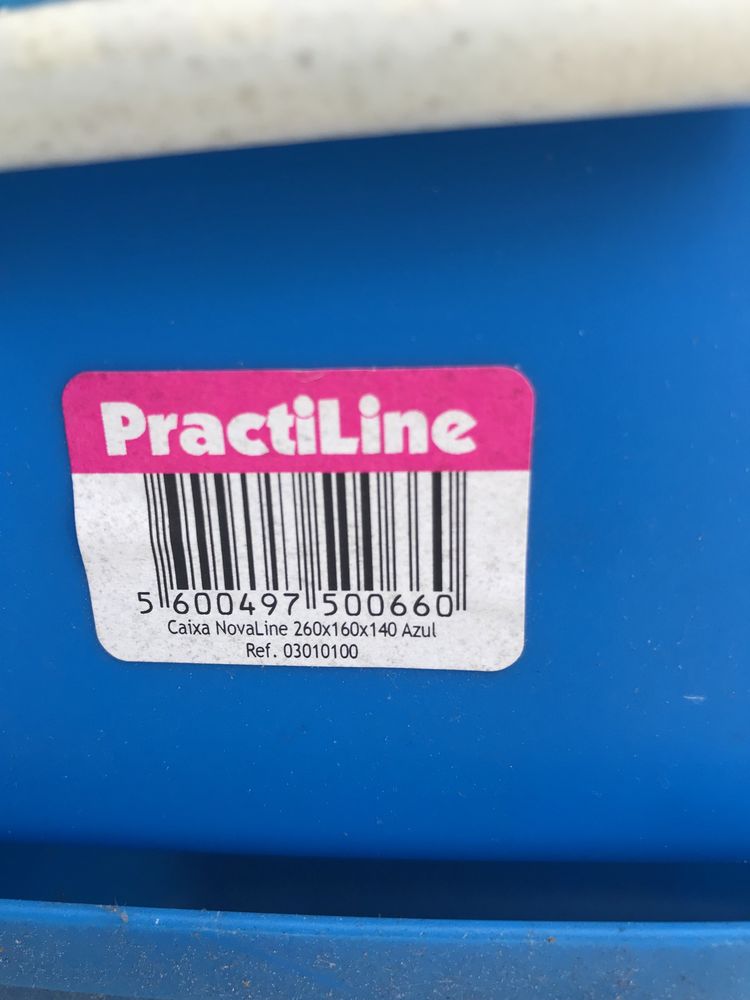 PractiLine
5 600497 500660
Caixa NovaLine 260x160x140 Azul
Ref. 03010100